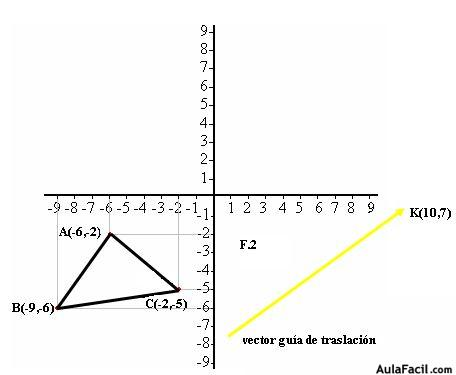 9
8
7
6
5
4
3
2
1
-9 -8 -7 -6 -5 -4 -3 -2 -1 1 2 3 4 5 6 7 8 9
-1
-2
-3
-4
-5
-6
-7
-8
-9
K(10,7)
A(-6,-2)
F.2
C(-2,-5)
B(-9,-6)
vector guía de traslación
AulaFacil.com